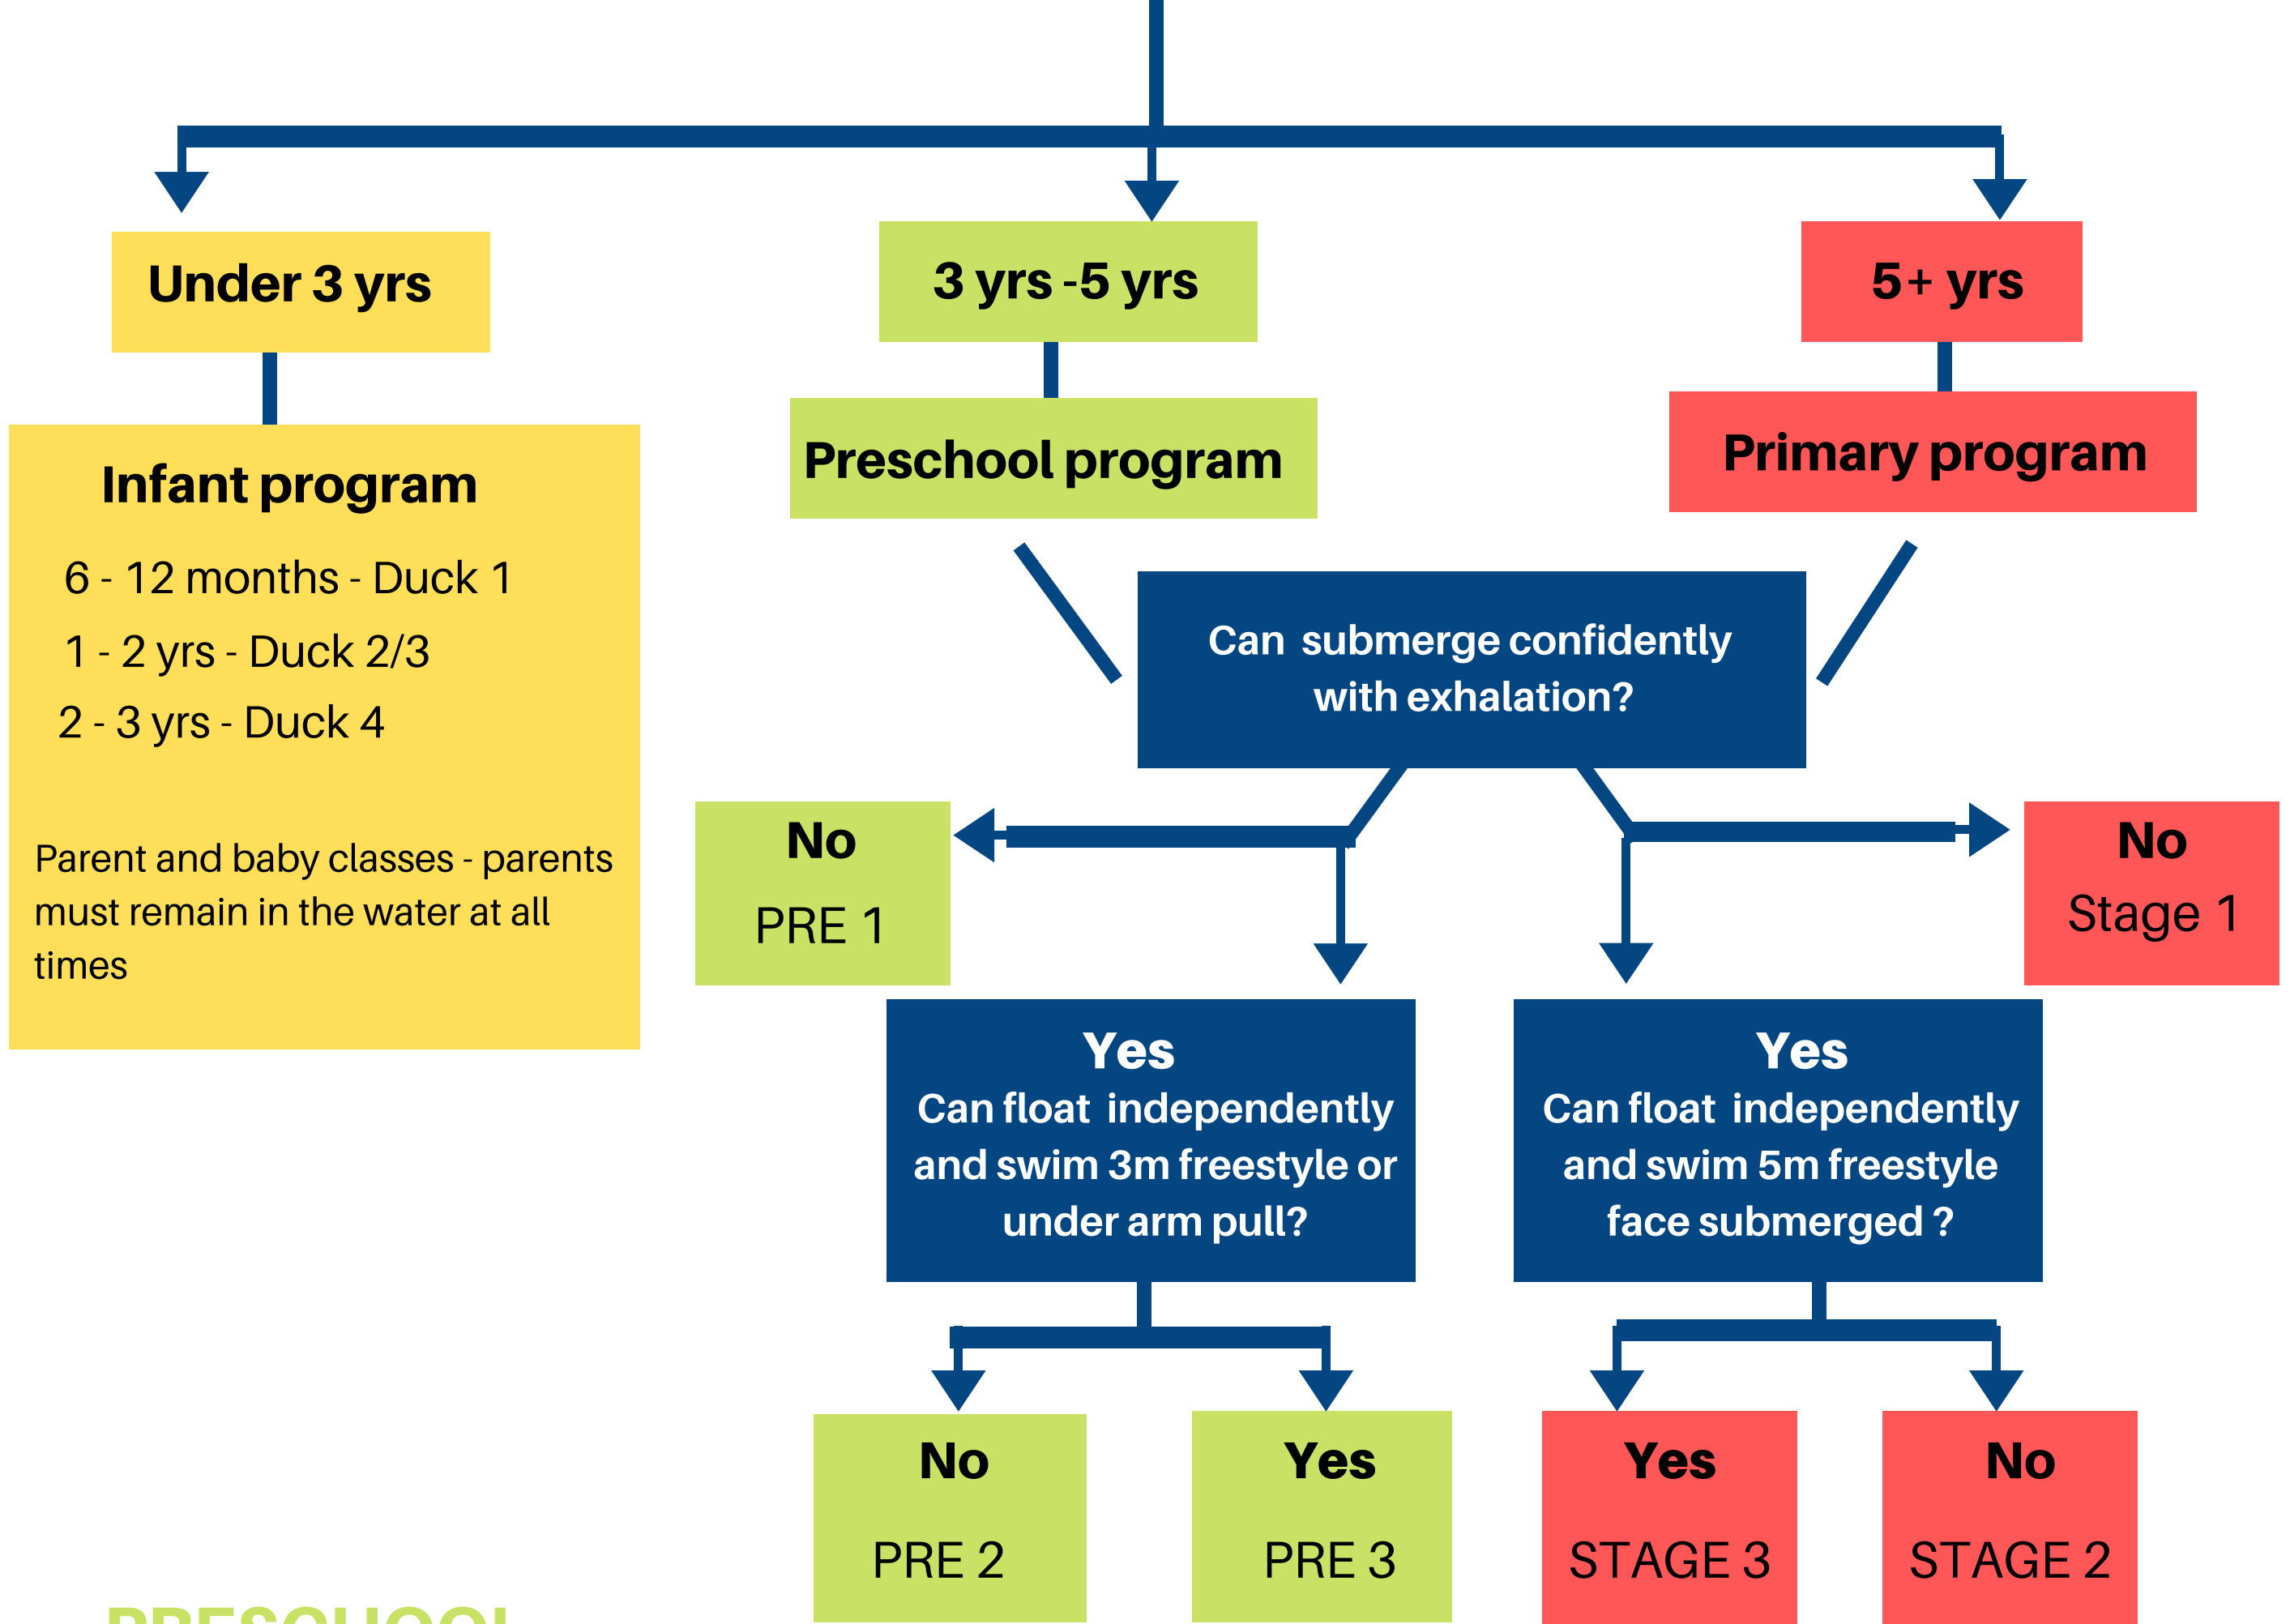 Under 3 yrs
3 yrs -5 yrs
5+ yrs
Infant program
6 - 12 months - Duck 1
1 - 2 yrs - Duck 2/3
2 - 3 yrs - Duck 4
Parent and baby classes - parents
must remain in the water at all
times
Preschool program
Primary program
Can submerge confidently
with exhalation?
No
PRE 1
No
Stage 1
Yes
Can float independently
and swim 3m freestyle or
under arm pull?
Yes
Can float independently
and swim 5m freestyle
face submerged ?
No
PRE 2
Yes
PRE 3
Yes
STAGE 3
No
STAGE 2
PRESCHOOL